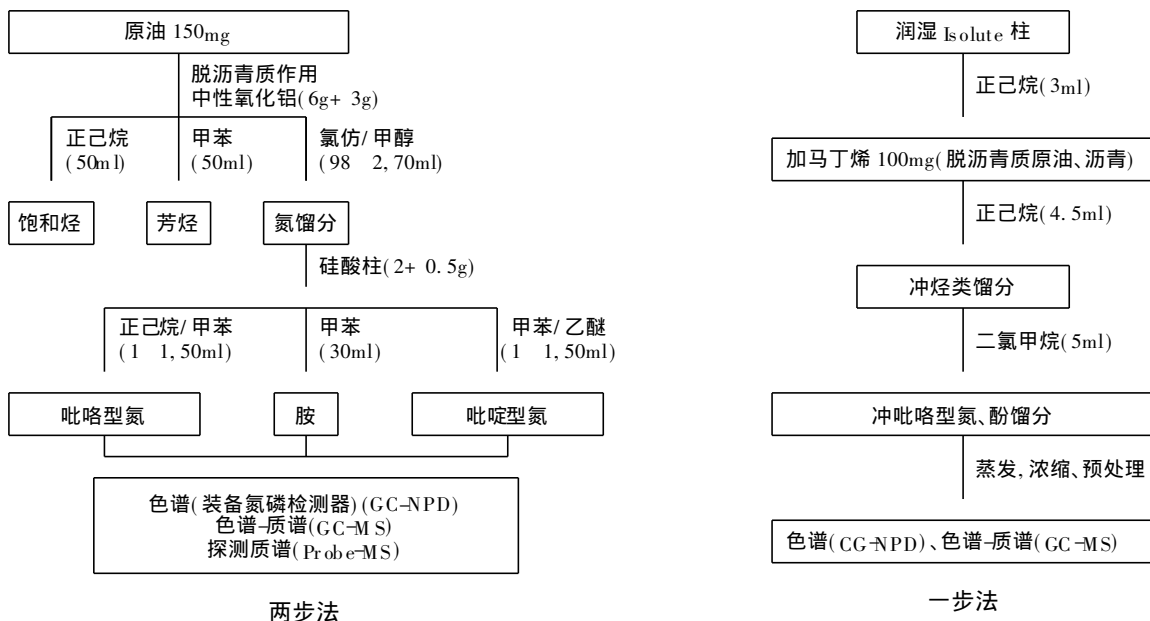 原油 150mg
脱沥青质作用
中性氧化铝(6g+ 3g)
正己烷
(50ml)
甲苯
(50ml)
氯仿/ 甲醇
(98 2, 70ml)
饱和烃
芳烃
氮馏分
硅酸柱(2+ 0. 5g)
正己烷/ 甲苯
(1 1, 50ml)
甲苯
(30ml)
甲苯/ 乙醚
(1 1, 50ml)
吡咯型氮
胺
吡啶型氮
色谱(装备氮磷检测器) (GC-NPD)
色谱-质谱(GC-MS)
探测质谱(Probe-MS)
两步法
润湿 Isolute 柱
正己烷(3ml)
加马丁烯 100mg(脱沥青质原油、沥青)
正己烷(4. 5ml)
冲烃类馏分
二氯甲烷(5ml)
冲吡咯型氮、酚馏分
蒸发, 浓缩、预处理
色谱(CG-NPD)、色谱-质谱(GC-MS)
一步法